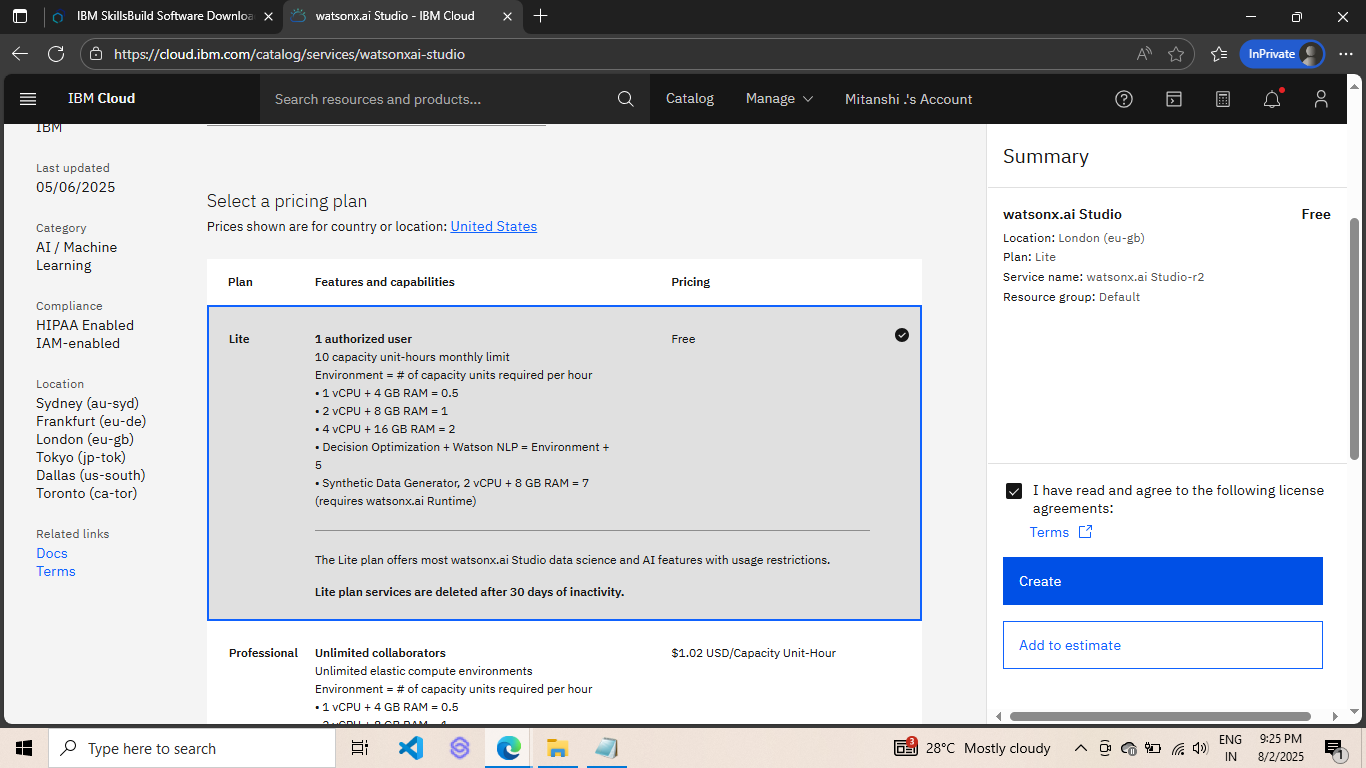 IBM SkillsBuild Software Downloa
watsonx.ai Studio - IBM Cloud
https://cloud.ibm.com/catalog/services/watsonxai-studio
InPrivate
IBM Cloud
Search resources and products...
Catalog
Manage
Mitanshi .'s Account
IBM
Last updated
05/06/2025
Category
AI / Machine
Learning
Compliance
HIPAA Enabled
IAM-enabled
Location
Sydney (au-syd)
Frankfurt (eu-de)
London (eu-gb)
Tokyo (jp-tok)
Dallas (us-south)
Toronto (ca-tor)
Related links
Docs
Terms
Select a pricing plan
Prices shown are for country or location: United States
Plan Features and capabilities Pricing
Lite 1 authorized user Free
10 capacity unit-hours monthly limit
Environment = # of capacity units required per hour
• 1 vCPU + 4 GB RAM = 0.5
• 2 vCPU + 8 GB RAM = 1
• 4 vCPU + 16 GB RAM = 2
• Decision Optimization + Watson NLP = Environment +
5
• Synthetic Data Generator, 2 vCPU + 8 GB RAM = 7
(requires watsonx.ai Runtime)
The Lite plan offers most watsonx.ai Studio data science and AI features with usage restrictions.
Lite plan services are deleted after 30 days of inactivity.
Professional Unlimited collaborators $1.02 USD/Capacity Unit-Hour
Unlimited elastic compute environments
Environment = # of capacity units required per hour
• 1 vCPU + 4 GB RAM = 0.5
• 2 vCPU + 8 GB RAM = 1
Summary
watsonx.ai Studio Free
Location: London (eu-gb)
Plan: Lite
Service name: watsonx.ai Studio-r2
Resource group: Default
I have read and agree to the following license
agreements:
Terms
Create
Add to estimate
Type here to search
3
28°C Mostly cloudy
ENG
IN
9:25 PM
8/2/2025
1